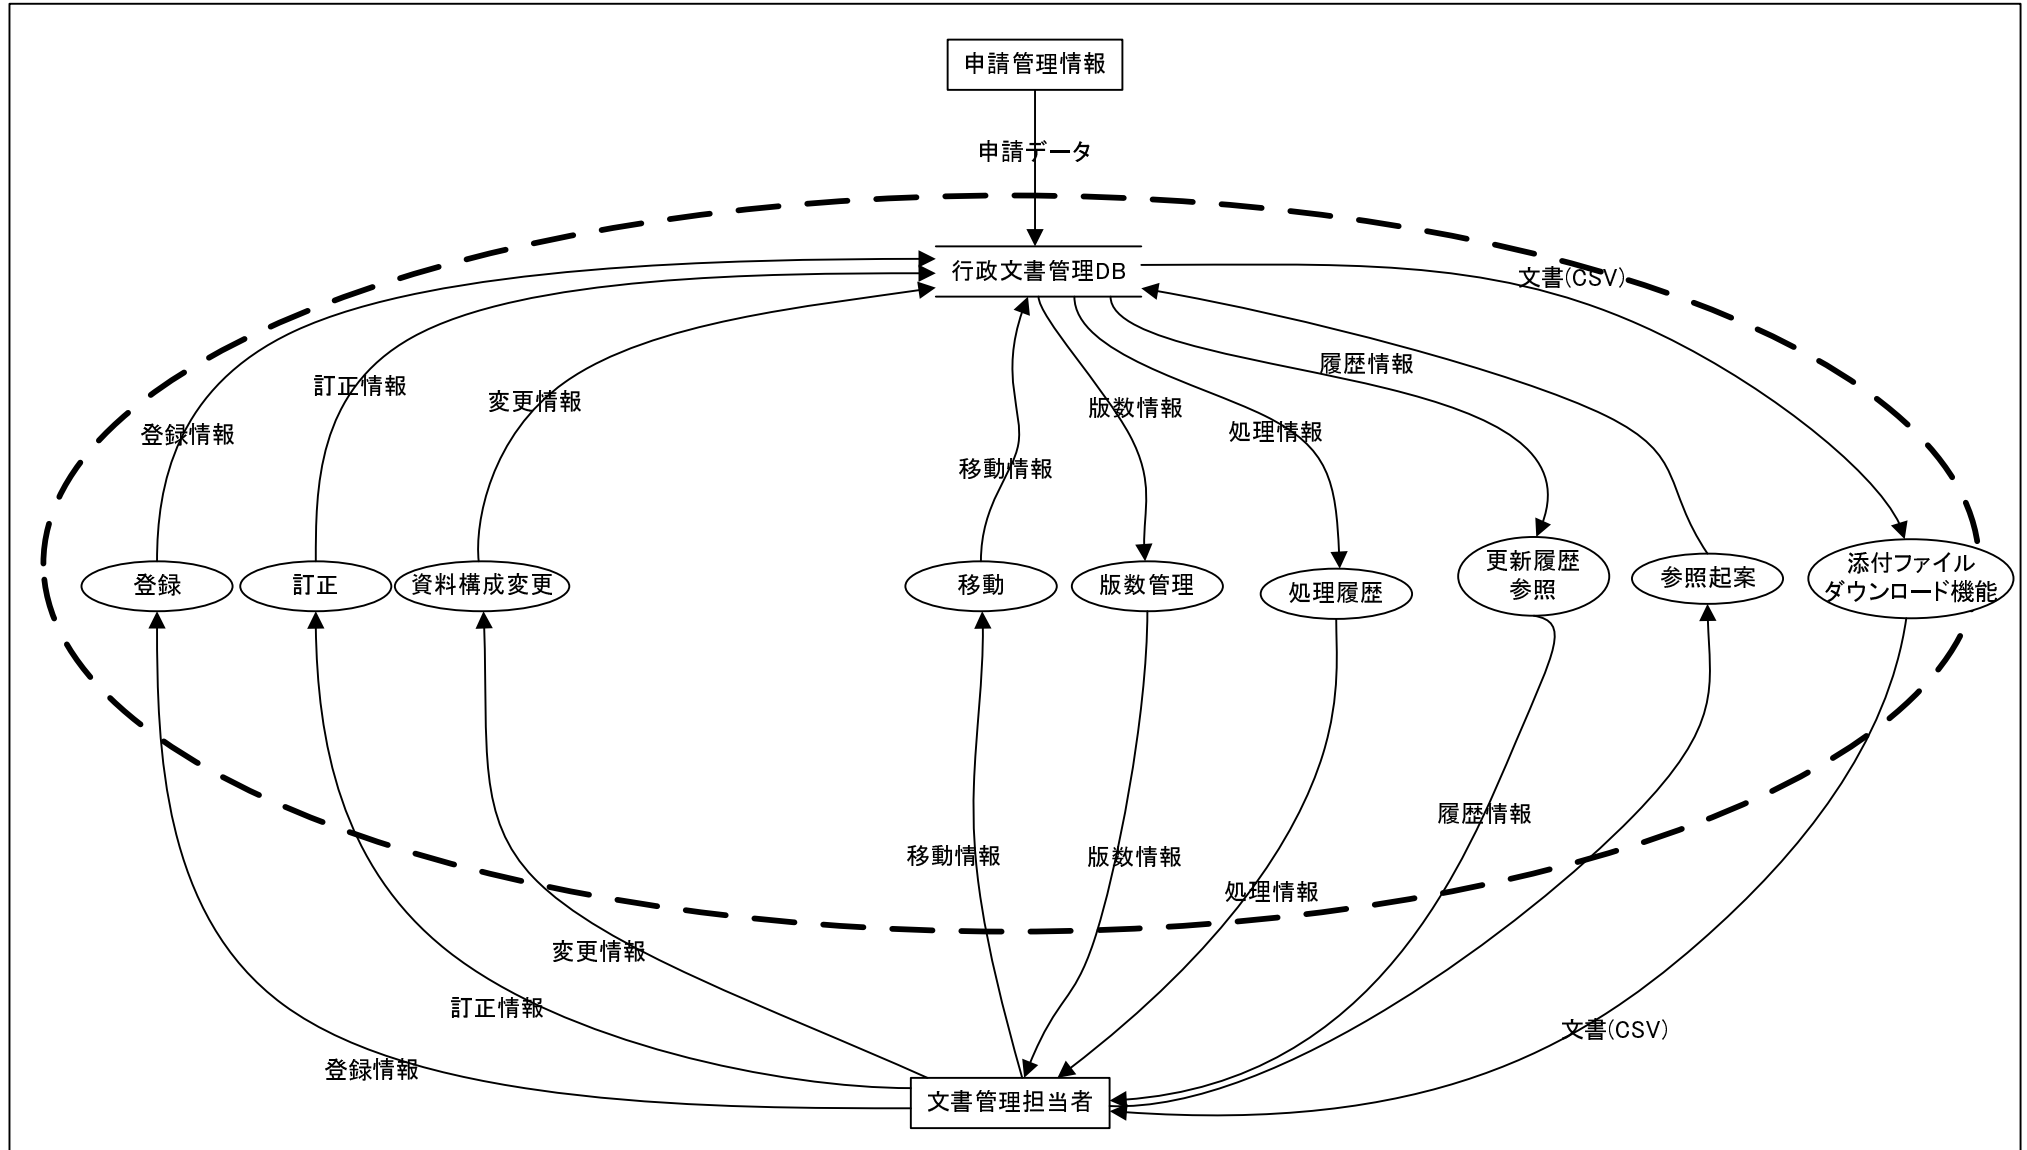 申請管理情報
申請データ
行政文書管理DB
文書(CSV)
履歴情報
訂正情報
変更情報
版数情報
処理情報
登録情報
移動情報
登録
訂正
資料構成変更
移動
版数管理
処理履歴
更新履歴
参照
参照起案
添付ファイル
ダウンロード機能
履歴情報
移動情報
版数情報
処理情報
変更情報
訂正情報
文書(CSV)
登録情報
文書管理担当者